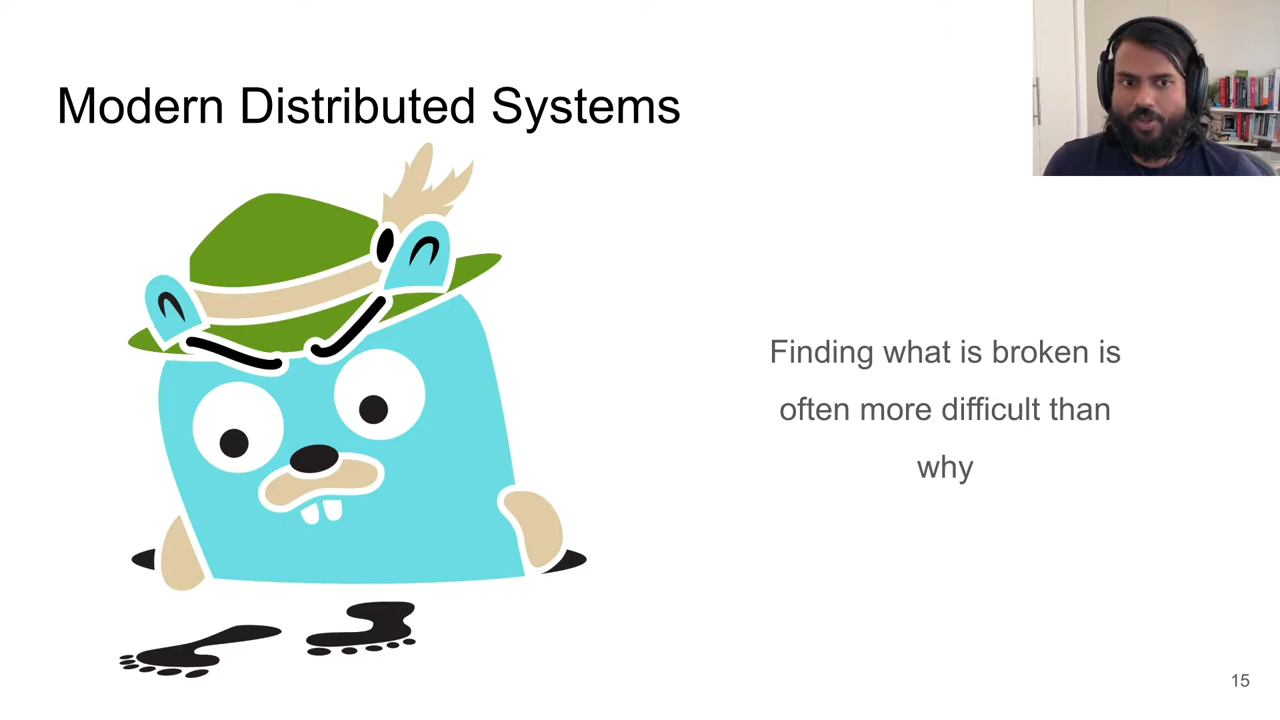 Modern Distributed Systems
Finding what is broken is
often more difficult than
why
15